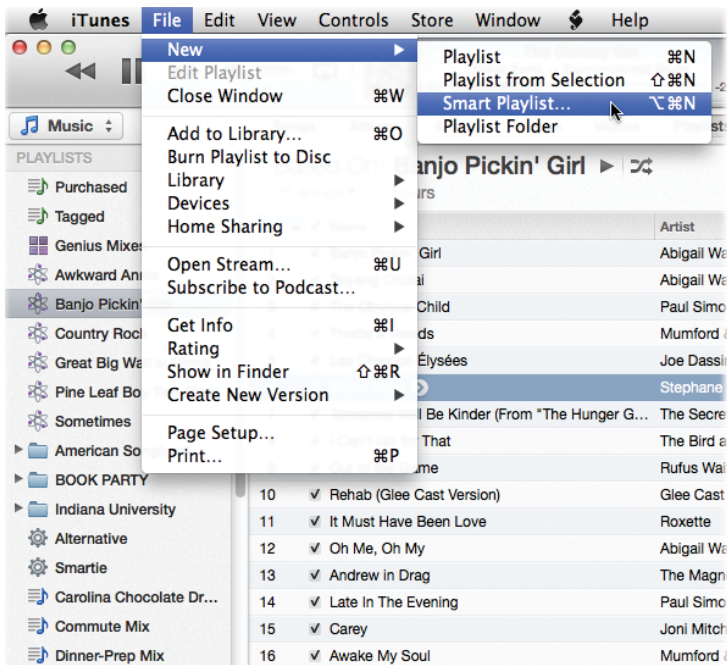 iTunes File Edit View Controls Store Window Help
New
Edit Playlist
Close Window ⌘W
Add to Library... ⌘O
Burn Playlist to Disc
Library
Devices
Home Sharing
Open Stream... ⌘U
Subscribe to Podcast...
Get Info ⌘I
Rating
Show in Finder ⇧⌘R
Create New Version
Page Setup...
Print... ⌘P
Playlist ⌘N
Playlist from Selection ⇧⌘N
Smart Playlist... ⌥⌘N
Playlist Folder
Music
PLAYLISTS
Purchased
Tagged
Genius Mixes
Awkward An
Banjo Pickin'
Country Roc
Great Big Wa
Pine Leaf Bo
Sometimes
American So
BOOK PARTY
Indiana University
Alternative
Smartie
Carolina Chocolate Dr...
Commute Mix
Dinner-Prep Mix
Banjo Pickin' Girl
Artist
Girl Abigail Wa
Abigail Wa
Child Paul Simo
ds Mumford
Élysées Joe Dassi
Stephane
l Be Kinder (From "The Hunger G... The Secre
That The Bird a
me Rufus Wai
10 Rehab (Glee Cast Version) Glee Cast
11 It Must Have Been Love Roxette
12 Oh Me, Oh My Abigail Wa
13 Andrew in Drag The Magn
14 Late In The Evening Paul Simo
15 Carey Joni Mitch
16 Awake My Soul Mumford